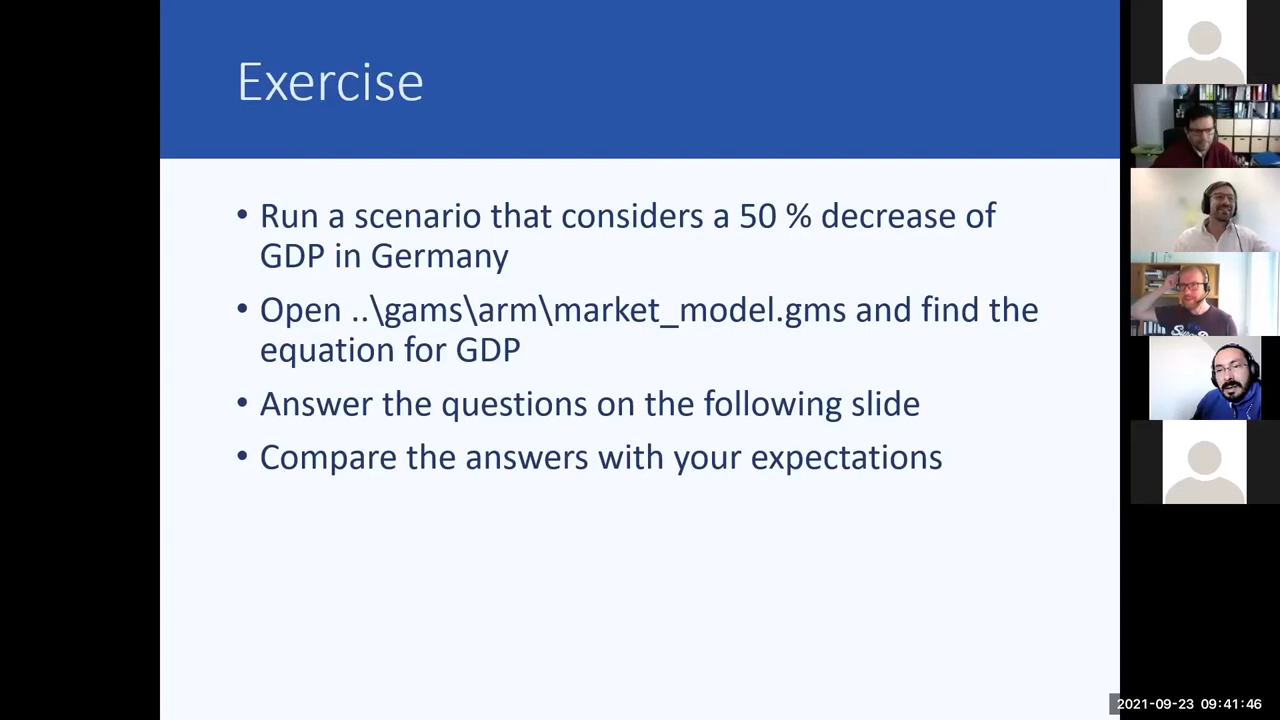 Exercise
• Run a scenario that considers a 50 % decrease of
GDP in Germany
• Open ..\gams\arm\market_model.gms and find the
equation for GDP
• Answer the questions on the following slide
• Compare the answers with your expectations
2021-09-23 09:41:46